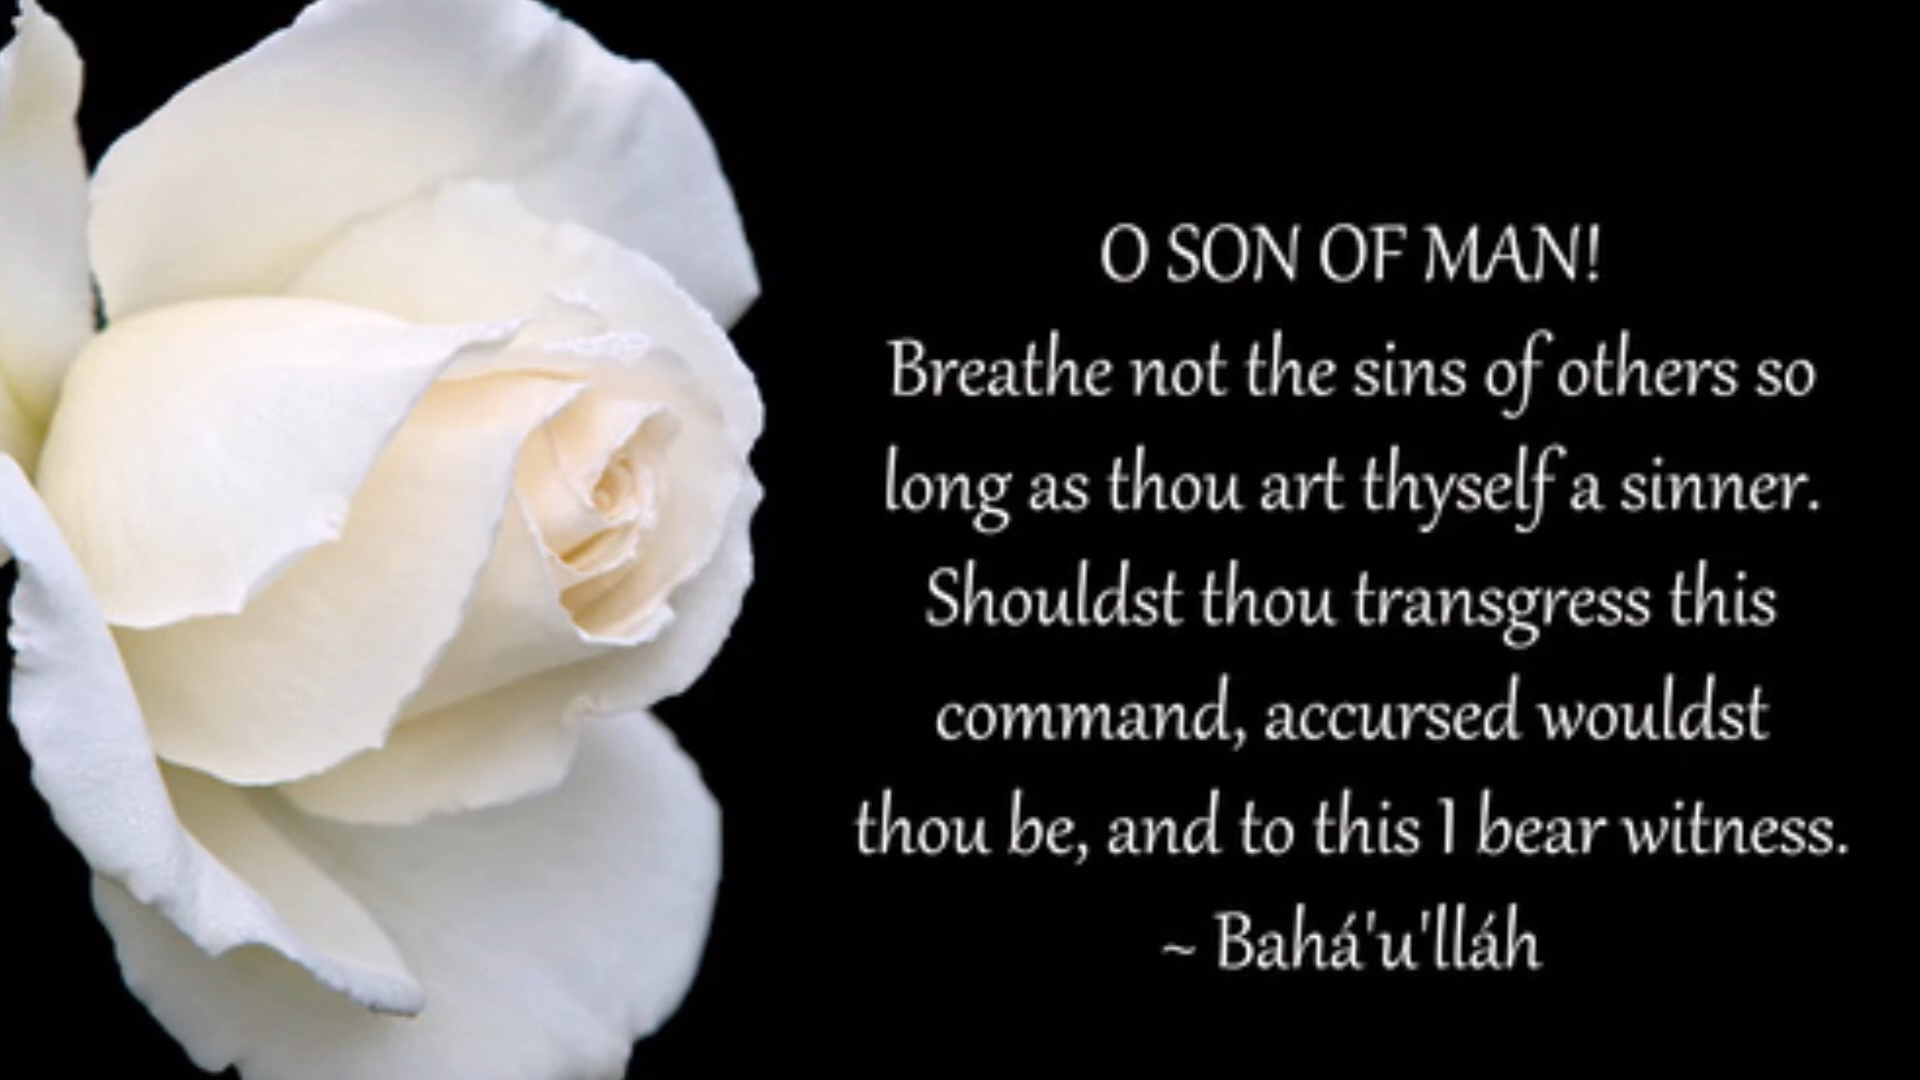 O SON OF MAN!
Breathe not the sins of others so
long as thou art thyself a sinner.
Shouldst thou transgress this
command, accursed wouldst
thou be, and to this I bear witness.
~ Bahá'u'lláh